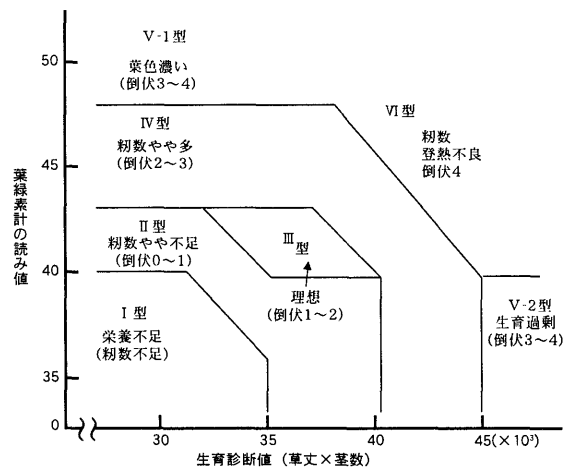 V-1型
葉色濃い
(倒伏3～4)
50
Ⅳ型
籾数やや多
(倒伏2～3)
Ⅵ型
籾数
登熟不良
倒伏4
45
葉緑素計の読み値
Ⅱ型
籾数やや不足
(倒伏0～1)
Ⅲ型
理想
(倒伏1～2)
40
Ⅰ型
栄養不足
(籾数不足)
V-2型
生育過剰
(倒伏3～4)
35
0
30
35
40
45(×10³)
生育診断値（草丈×茎数）